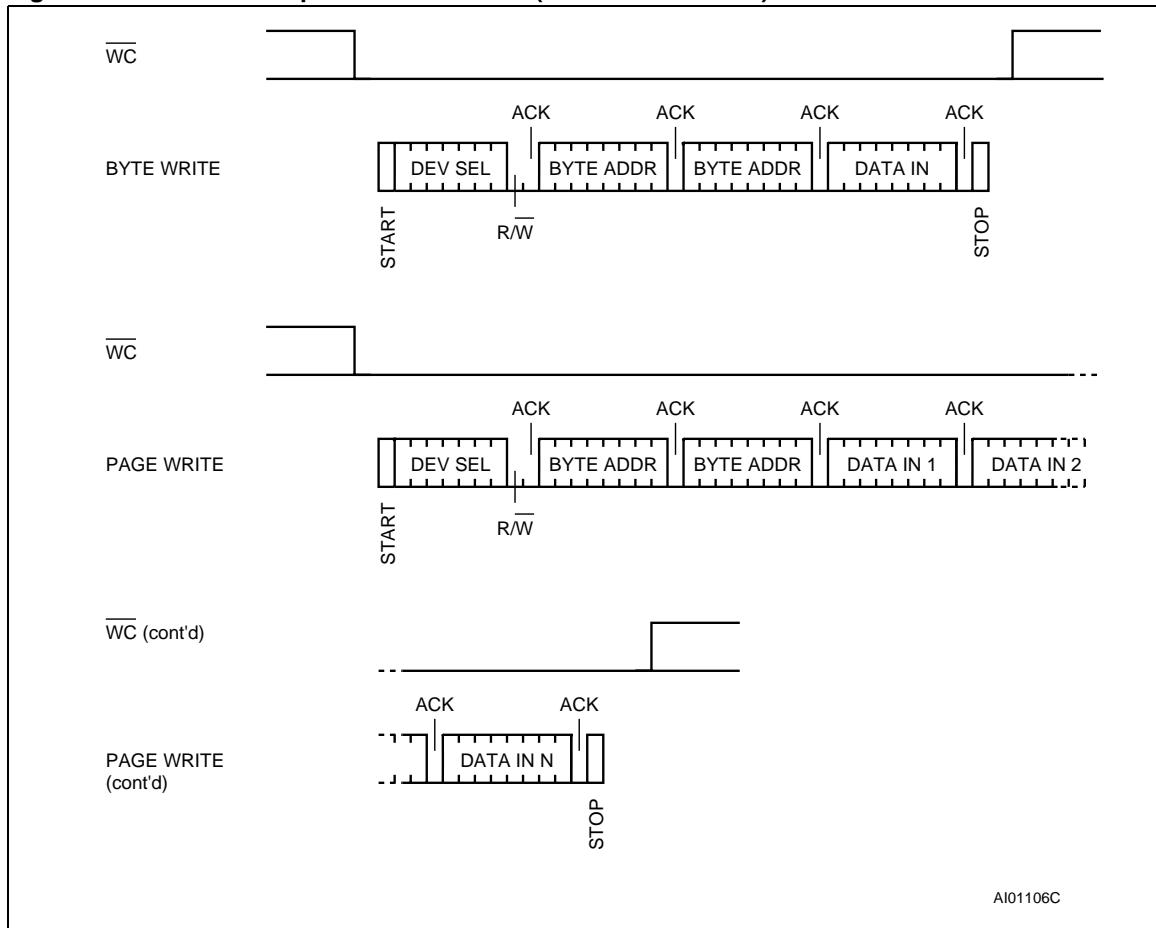 WC
ACK ACK ACK ACK
BYTE WRITE DEV SEL BYTE ADDR BYTE ADDR DATA IN
START R/W STOP
WC
ACK ACK ACK ACK
PAGE WRITE DEV SEL BYTE ADDR BYTE ADDR DATA IN 1 DATA IN 2
START R/W
WC (cont'd)
ACK ACK
PAGE WRITE DATA IN N
(cont'd)
STOP
AI01106C